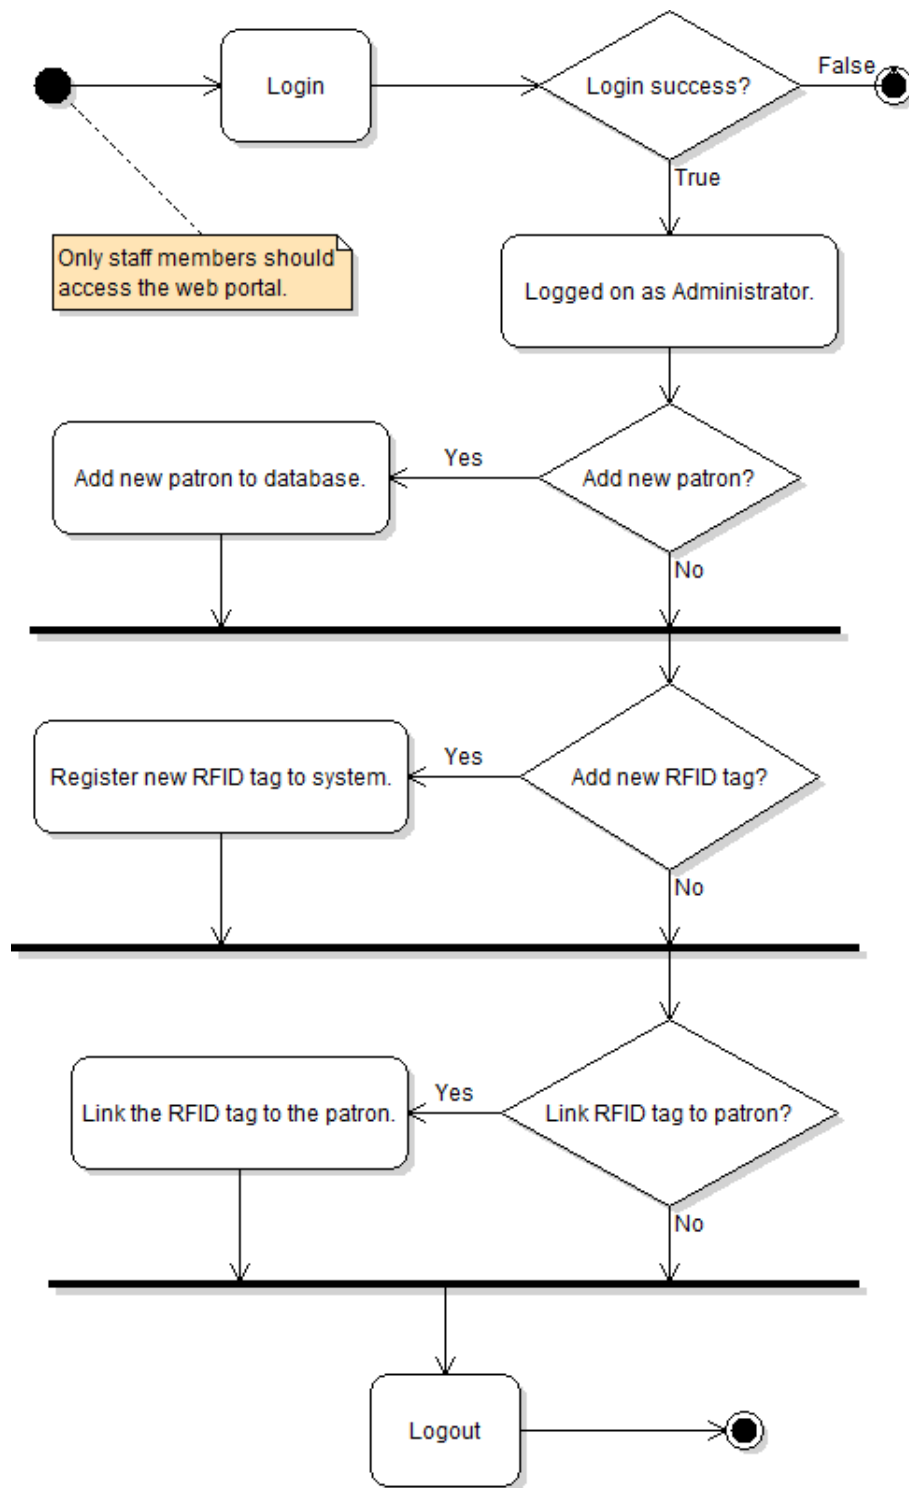 Login
Login success?
False
True
Only staff members should
access the web portal.
Logged on as Administrator.
Add new patron to database.
Yes
Add new patron?
No
Register new RFID tag to system.
Yes
Add new RFID tag?
No
Link the RFID tag to the patron.
Yes
Link RFID tag to patron?
No
Logout